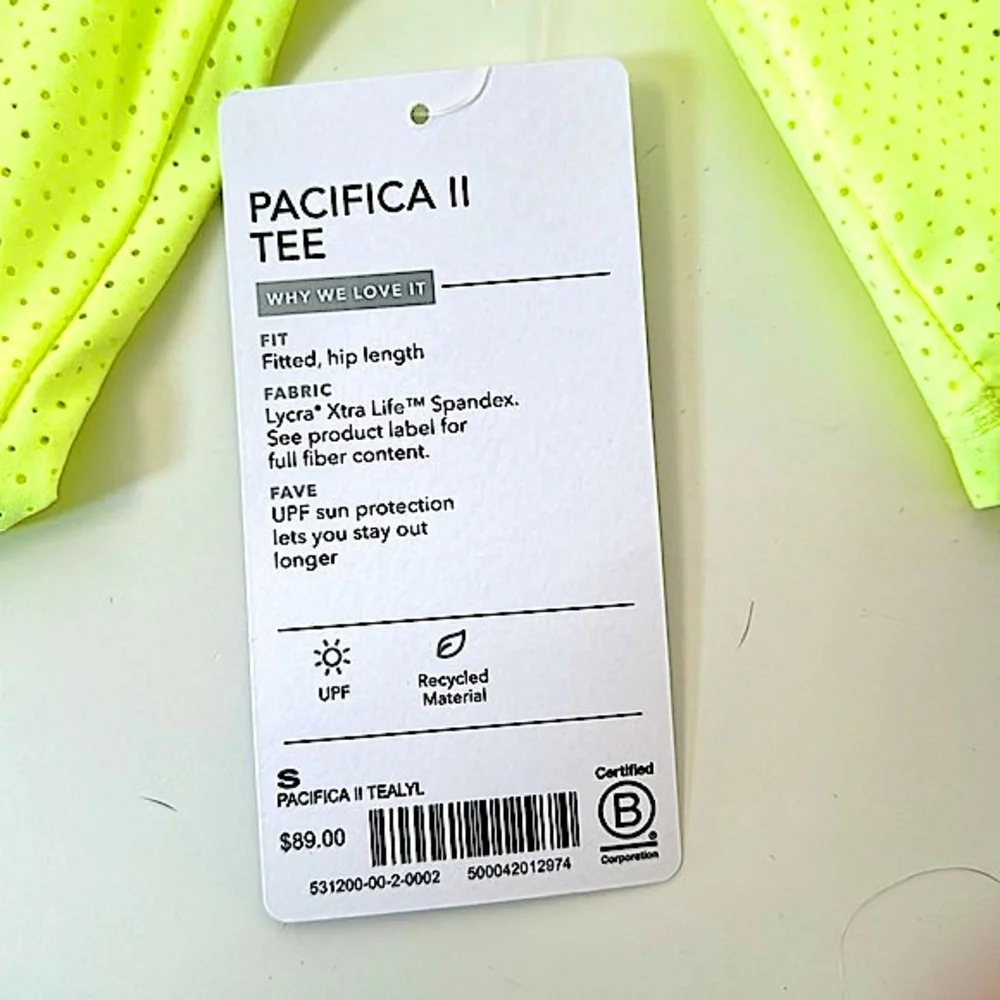 PACIFICA II
TEE
WHY WE LOVE IT
FIT
Fitted, hip length
FABRIC
Lycra® Xtra Life™ Spandex.
See product label for
full fiber content.
FAVE
UPF sun protection
lets you stay out
longer
UPF
Recycled
Material
S
PACIFICA II TEALYL
$89.00
531200-00-2-0002 500042012974
Certified
B
®
Corporation